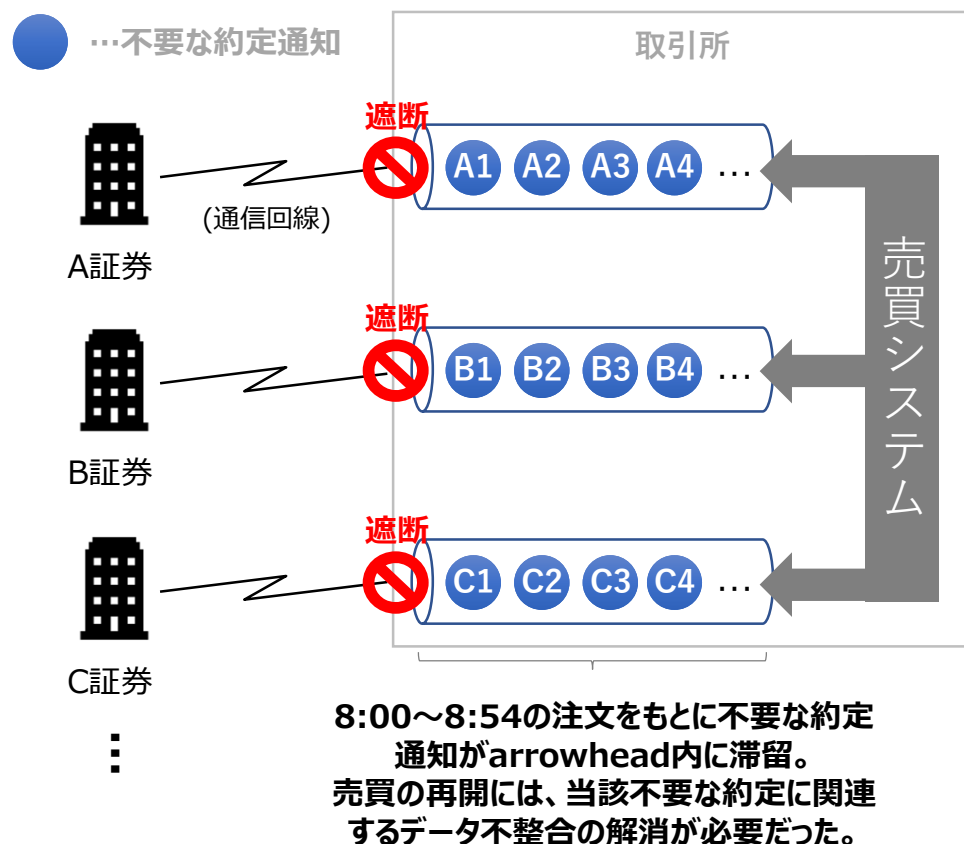 …不要な約定通知
取引所
遮断
A1 A2 A3 A4 …
(通信回線)
A証券
遮断
B1 B2 B3 B4 …
B証券
遮断
C1 C2 C3 C4 …
C証券
⋮
売買システム
8:00～8:54の注文をもとに不要な約定
通知がarrowhead内に滞留。
売買の再開には、当該不要な約定に関連
するデータ不整合の解消が必要だった。